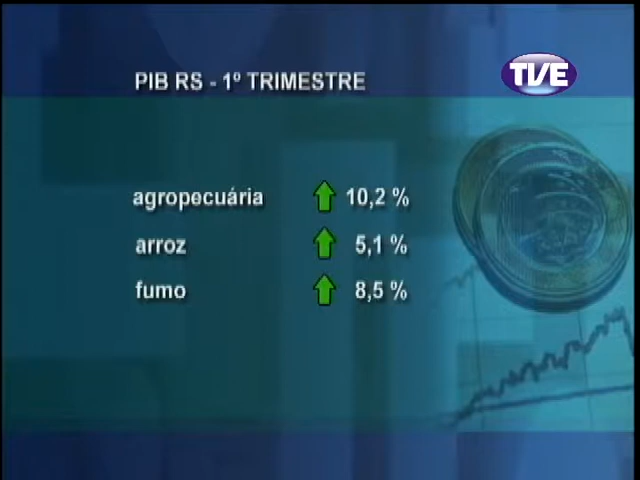 PIB RS - 1º TRIMESTRE
TVE
agropecuária 10,2 %
arroz 5,1 %
fumo 8,5 %